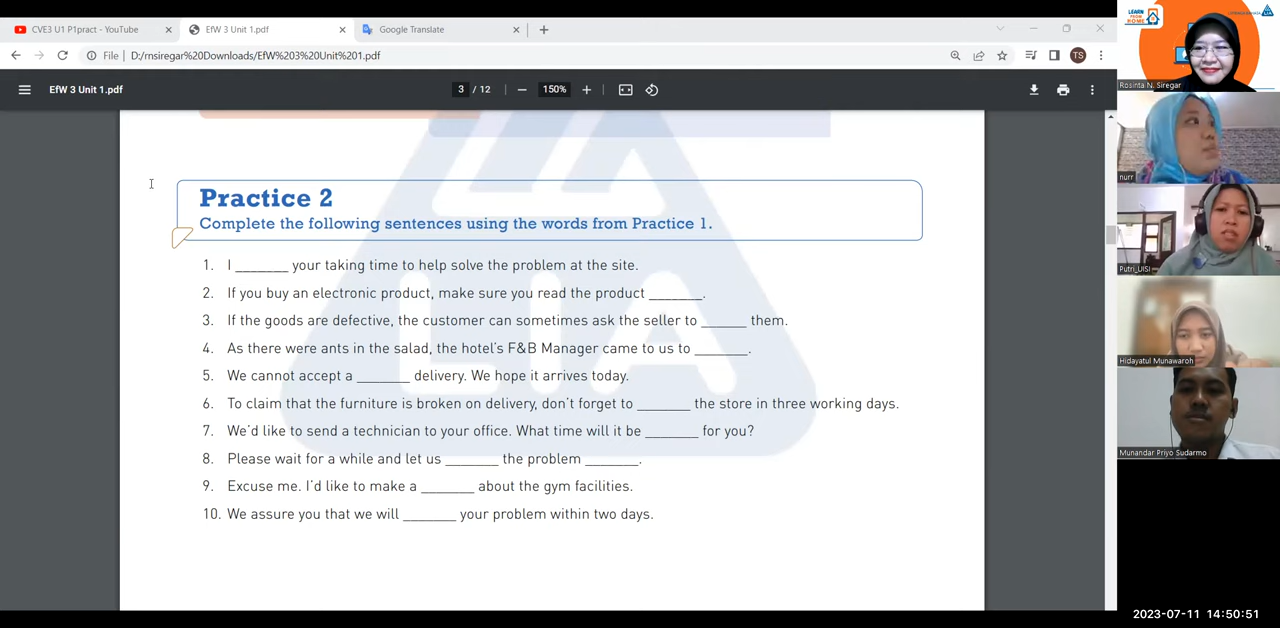 CVE3 U1 P1pract - YouTube
EfW 3 Unit 1.pdf
Google Translate
File
D:/rnsiregar%20Downloads/EfW%203%20Unit%201.pdf
TS
EfW 3 Unit 1.pdf
3 / 12
150%
Practice 2
Complete the following sentences using the words from Practice 1.
1. I _______ your taking time to help solve the problem at the site.
2. If you buy an electronic product, make sure you read the product _______.
3. If the goods are defective, the customer can sometimes ask the seller to ______ them.
4. As there were ants in the salad, the hotel's F&B Manager came to us to _______.
5. We cannot accept a _______ delivery. We hope it arrives today.
6. To claim that the furniture is broken on delivery, don't forget to _______ the store in three working days.
7. We'd like to send a technician to your office. What time will it be _______ for you?
8. Please wait for a while and let us _______ the problem _______.
9. Excuse me. I'd like to make a _______ about the gym facilities.
10. We assure you that we will _______ your problem within two days.
LEARN
FROM
HOME
LIA
Rosinta N. Siregar
nurr
Putri_UISI
Hidayatul Munawaroh
Munandar Priyo Sudarmo
2023-07-11 14:50:51